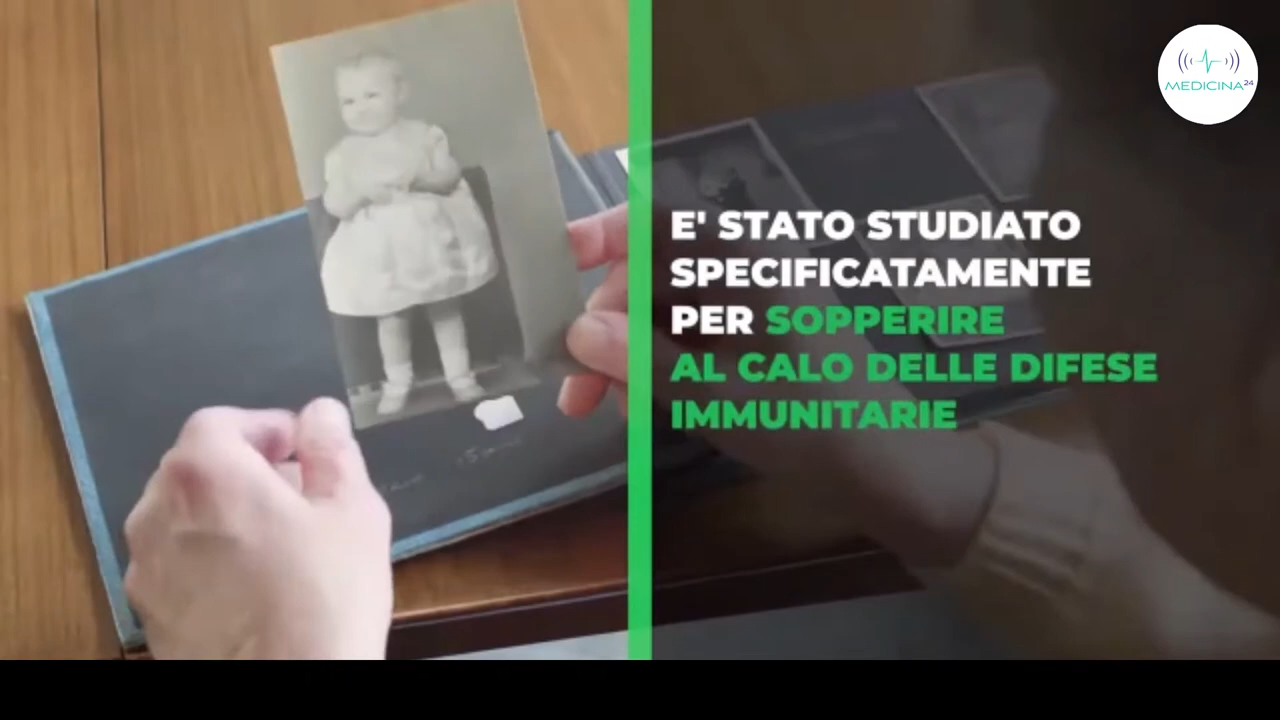 MEDICINA24
E' STATO STUDIATO
SPECIFICATAMENTE
PER SOPPERIRE
AL CALO DELLE DIFESE
IMMUNITARIE